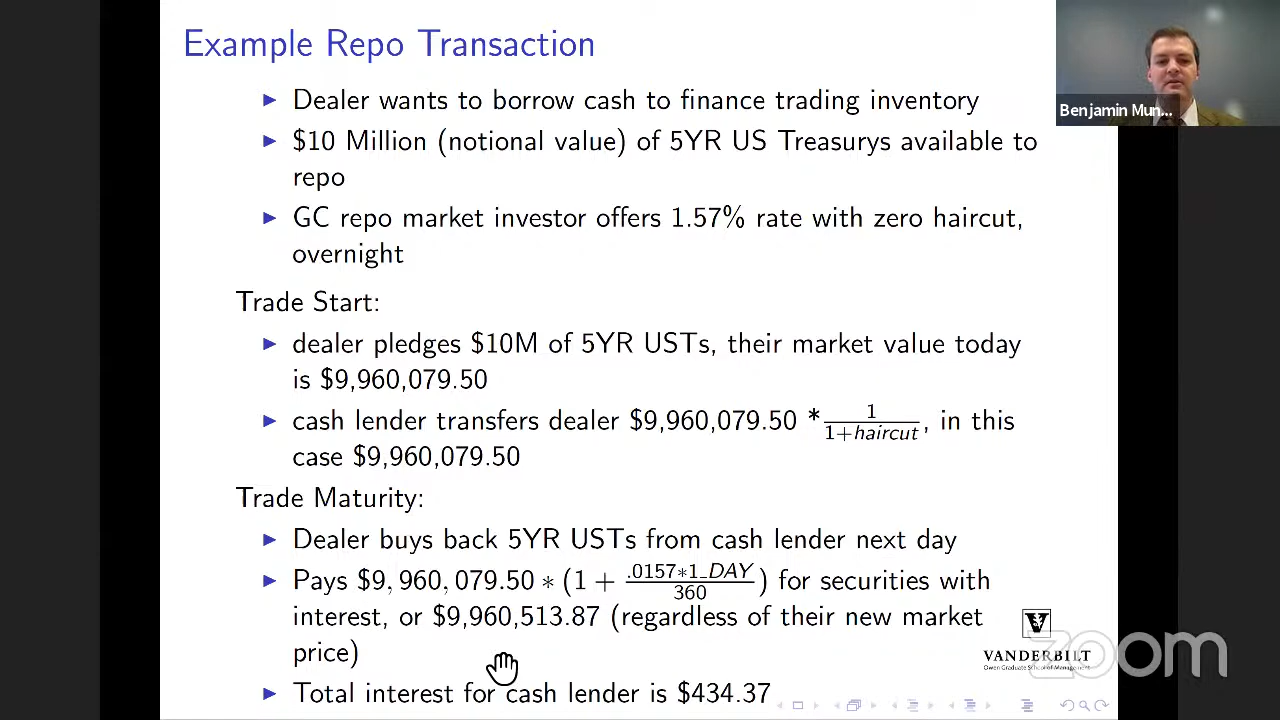 Example Repo Transaction
Benjamin Mun...
▶ Dealer wants to borrow cash to finance trading inventory
▶ $10 Million (notional value) of 5YR US Treasurys available to
repo
▶ GC repo market investor offers 1.57% rate with zero haircut,
overnight
Trade Start:
▶ dealer pledges $10M of 5YR USTs, their market value today
is $9,960,079.50
▶ cash lender transfers dealer $9,960,079.50 * 1/(1+haircut), in this
case $9,960,079.50
Trade Maturity:
▶ Dealer buys back 5YR USTs from cash lender next day
▶ Pays $9,960,079.50 * (1 + .0157*1_DAY/360) for securities with
interest, or $9,960,513.87 (regardless of their new market
price)
▶ Total interest for cash lender is $434.37
V
VANDERBILT
Owen Graduate School of Management
zoom